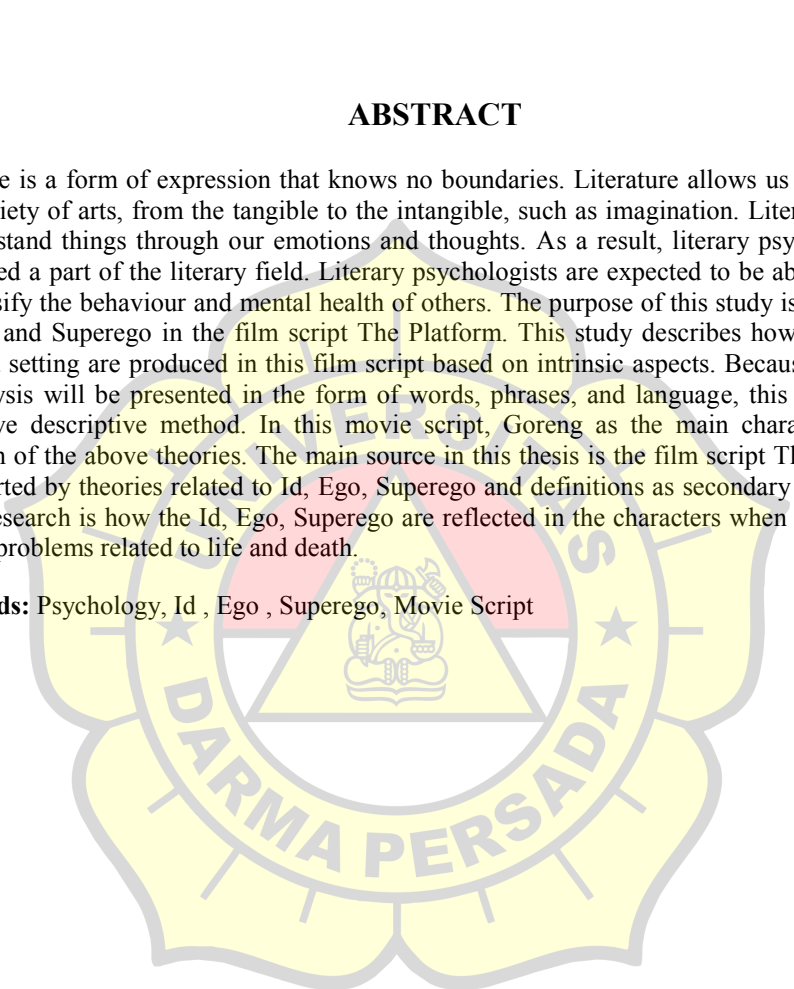 ABSTRACT
e is a form of expression that knows no boundaries. Literature allows us
iety of arts, from the tangible to the intangible, such as imagination. Liter
stand things through our emotions and thoughts. As a result, literary psy
ed a part of the literary field. Literary psychologists are expected to be ab
sify the behaviour and mental health of others. The purpose of this study is
and Superego in the film script The Platform. This study describes how
setting are produced in this film script based on intrinsic aspects. Becaus
ysis will be presented in the form of words, phrases, and language, this
ve descriptive method. In this movie script, Goreng as the main chara
n of the above theories. The main source in this thesis is the film script Th
rted by theories related to Id, Ego, Superego and definitions as secondary
esearch is how the Id, Ego, Superego are reflected in the characters when
problems related to life and death.
ds: Psychology, Id , Ego , Superego, Movie Script
UNIVERSITAS
DARMA PERSADA